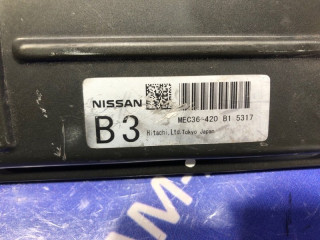 NISSAN
MEC36-420 B1 5317
B3
Hitachi,Ltd.Tokyo Japan